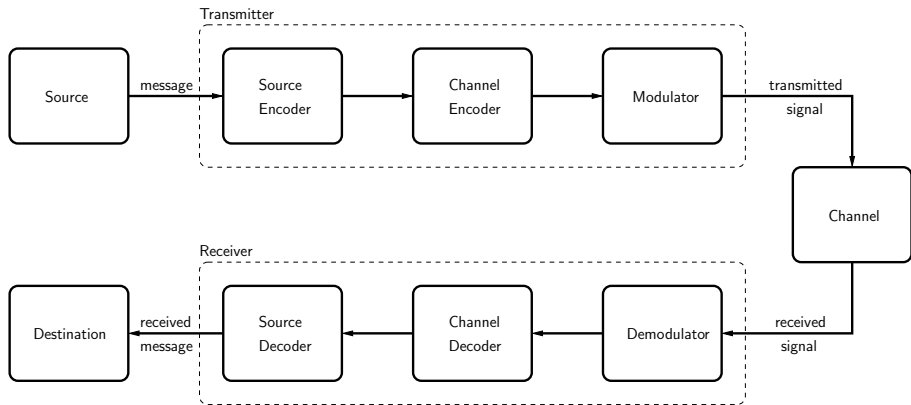 Transmitter
Source
message
Source
Encoder
Channel
Encoder
Modulator
transmitted
signal
Channel
Receiver
Destination
received
message
Source
Decoder
Channel
Decoder
Demodulator
received
signal